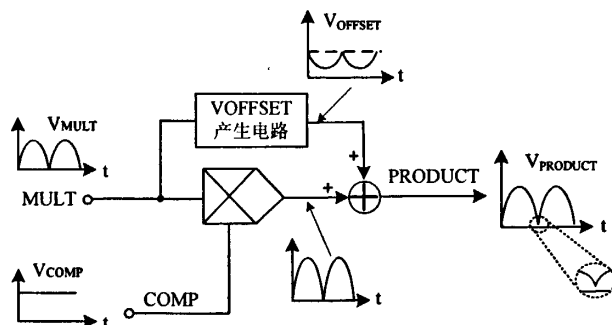 VOFFSET
t
VOFFSET
产生电路
VMULT
t
MULT
+
+
PRODUCT
VPRODUCT
t
VCOMP
t
COMP
t